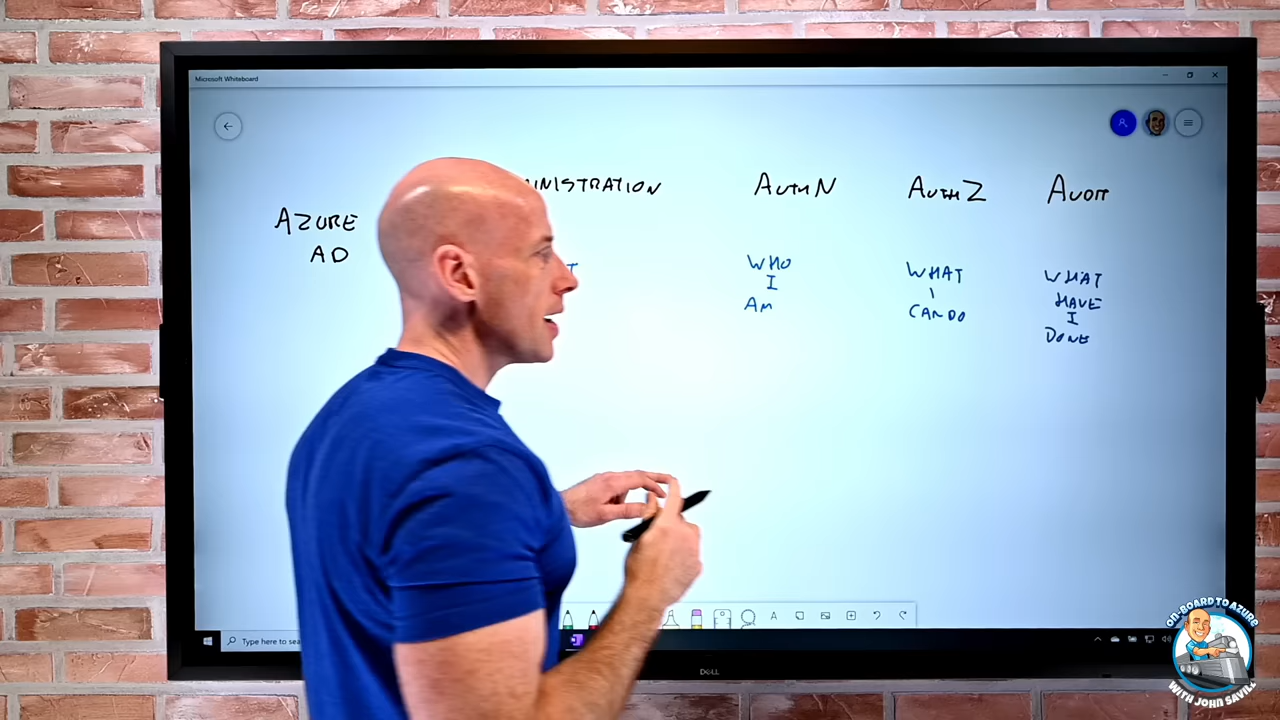 Microsoft Whiteboard
INISTRATION
AUTHN
AUTHZ
AUDIT
AZURE
AD
T
WHO
I
AM
WHAT
I
CAN DO
WHAT
HAVE
I
DONE
Type here to sea
DELL
ON-BOARD TO AZURE
WITH JOHN SAVILL